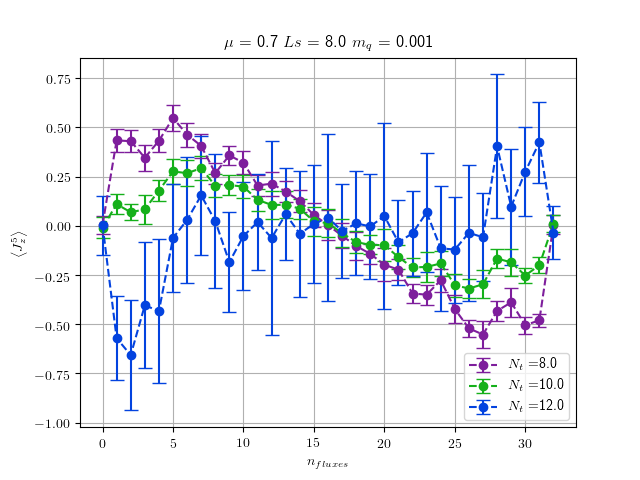 μ = 0.7 Ls = 8.0 m_q = 0.001
⟨J_z^5⟩
0.75
0.50
0.25
0.00
−0.25
−0.50
−0.75
−1.00
0 5 10 15 20 25 30
n_{fluxes}
N_t =8.0
N_t =10.0
N_t =12.0